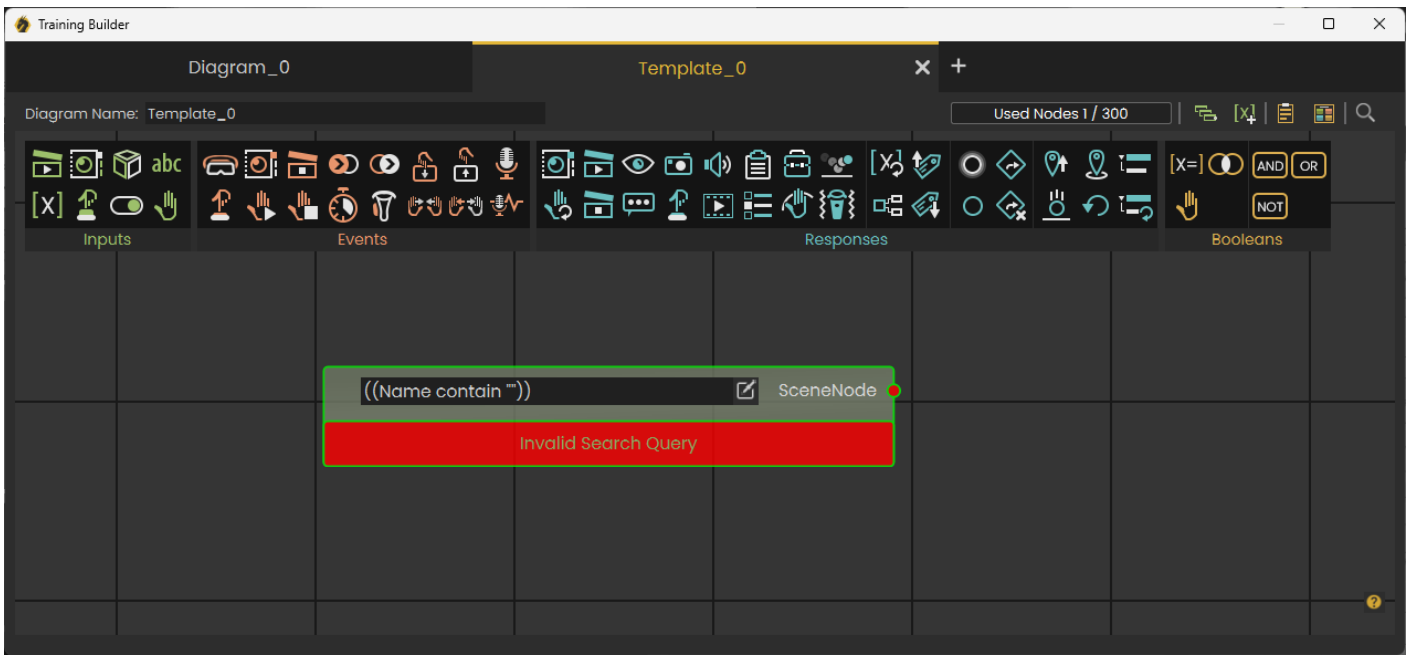 Training Builder
Diagram_0
Template_0
Diagram Name: Template_0
Used Nodes 1 / 300
[X]
abc
[X]
[X=]
AND
OR
[X]
NOT
Inputs
Events
Responses
Booleans
((Name contain ""))
SceneNode
Invalid Search Query
?